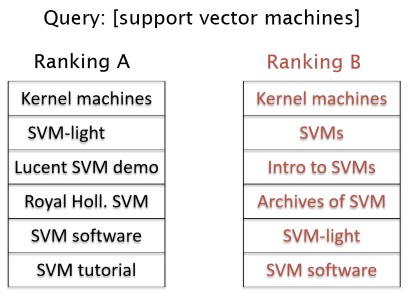 Query: [support vector machines]
Ranking A
Kernel machines
SVM-light
Lucent SVM demo
Royal Holl. SVM
SVM software
SVM tutorial
Ranking B
Kernel machines
SVMs
Intro to SVMs
Archives of SVM
SVM-light
SVM software